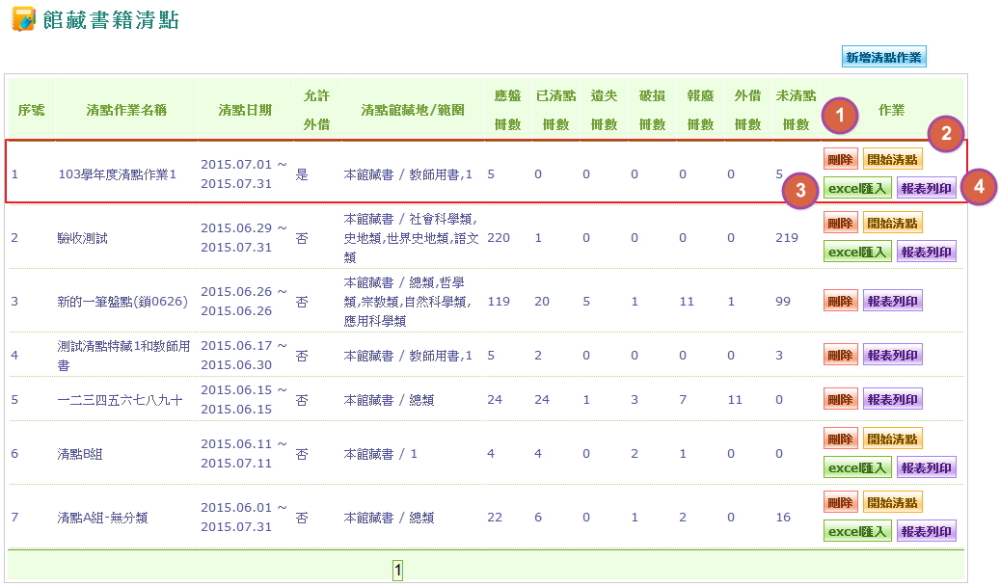 館藏書籍清點
新增清點作業
序號 清點作業名稱 清點日期 允許外借 清點館藏地/範圍 應盤冊數 已清點冊數 遺失冊數 破損冊數 報廢冊數 外借冊數 未清點冊數 作業
1 103學年度清點作業1 2015.07.01 ~ 2015.07.31 是 本館藏書 / 教師用書,1 5 0 0 0 0 0 5 刪除 開始清點 excel匯入 報表列印
1
2
3
4
2 驗收測試 2015.06.29 ~ 2015.07.31 否 本館藏書 / 社會科學類,史地類,世界史地類,語文類 220 1 0 0 0 0 219 刪除 開始清點 excel匯入 報表列印
3 新的一筆盤點(鎖0626) 2015.06.26 ~ 2015.06.26 否 本館藏書 / 總類,哲學類,宗教類,自然科學類,應用科學類 119 20 5 1 11 1 99 刪除 報表列印
4 測試清點特藏1和教師用書 2015.06.17 ~ 2015.06.30 否 本館藏書 / 教師用書,1 5 2 0 0 0 0 3 刪除 報表列印
5 一二三四五六七八九十 2015.06.15 ~ 2015.06.15 否 本館藏書 / 總類 24 24 1 3 7 11 0 刪除 報表列印
6 清點B組 2015.06.11 ~ 2015.07.11 否 本館藏書 / 1 4 4 0 2 1 0 0 刪除 開始清點 excel匯入 報表列印
7 清點A組-無分類 2015.06.01 ~ 2015.07.31 否 本館藏書 / 總類 22 6 0 1 2 0 16 刪除 開始清點 excel匯入 報表列印
1